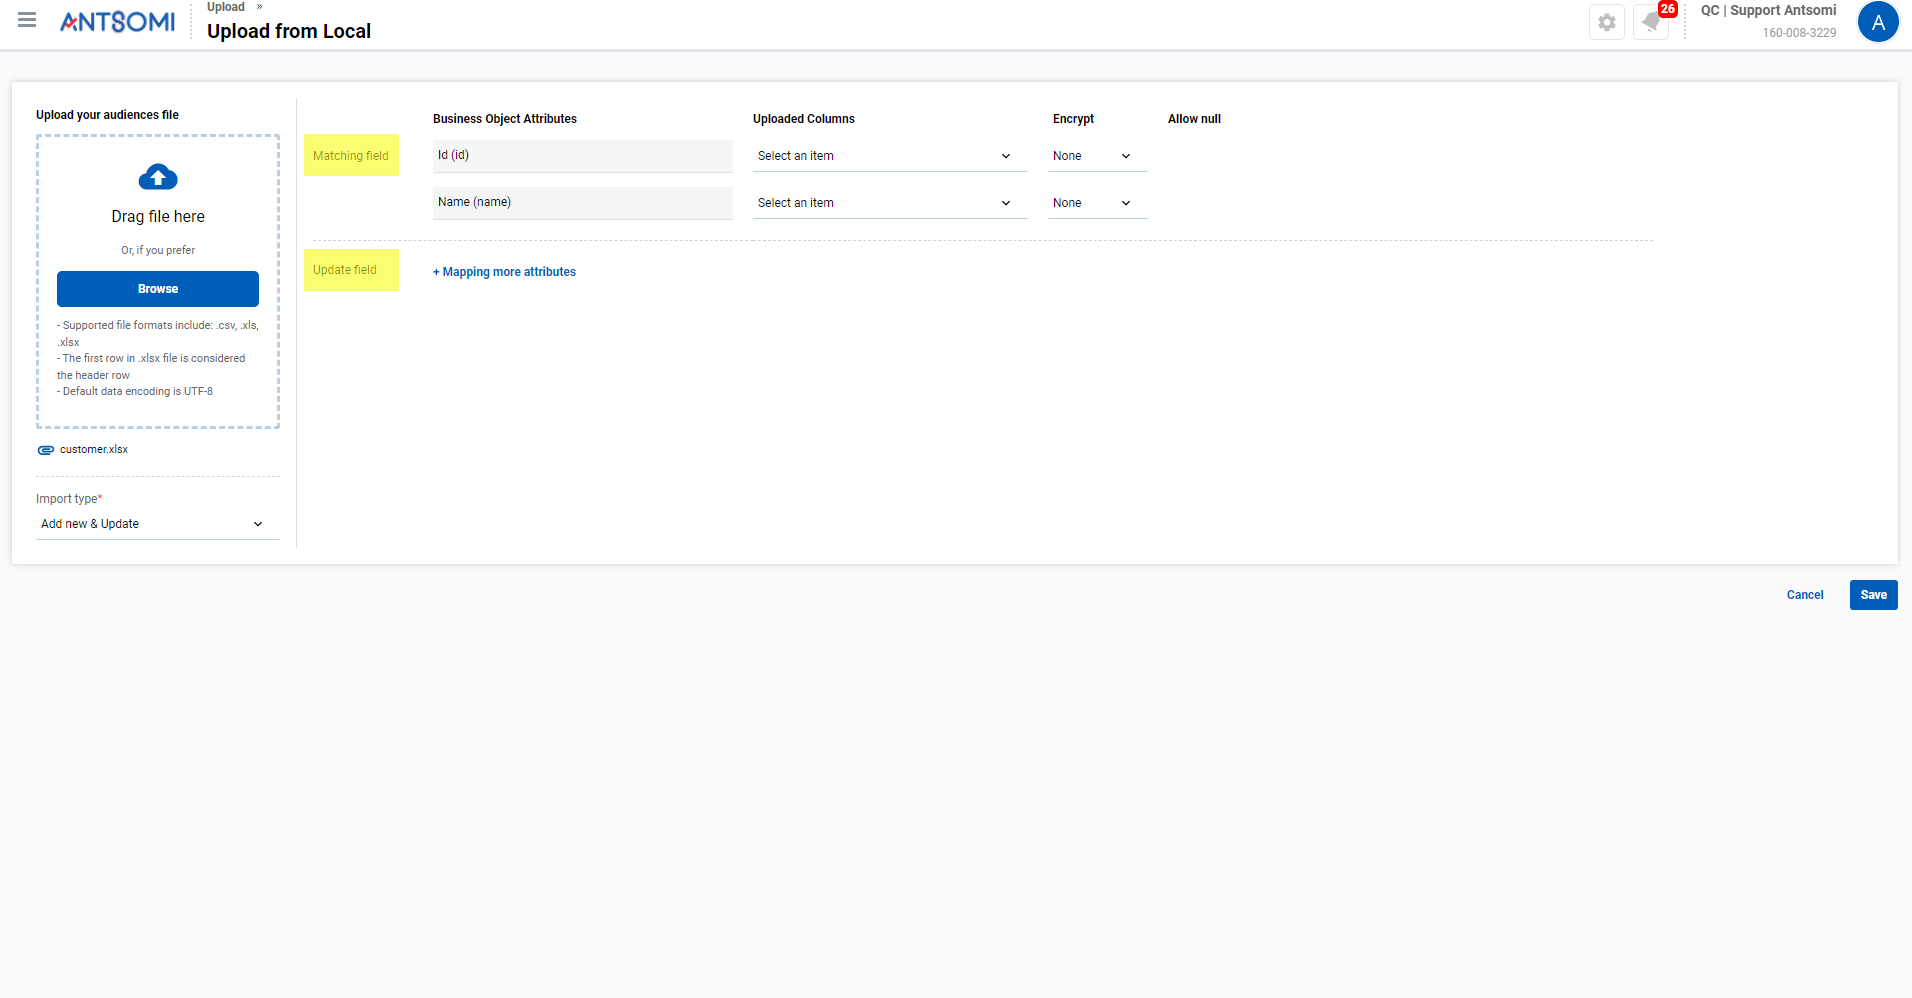 ANTSOMI
Upload »
Upload from Local
26
QC | Support Antsomi
160-008-3229
A
Upload your audiences file
Drag file here
Or, if you prefer
Browse
- Supported file formats include: .csv, .xls,
.xlsx
- The first row in .xlsx file is considered
the header row
- Default data encoding is UTF-8
customer.xlsx
Import type*
Add new & Update
Business Object Attributes Uploaded Columns Encrypt Allow null
Matching field Id (id) Select an item None
Name (name) Select an item None
Update field + Mapping more attributes
Cancel Save